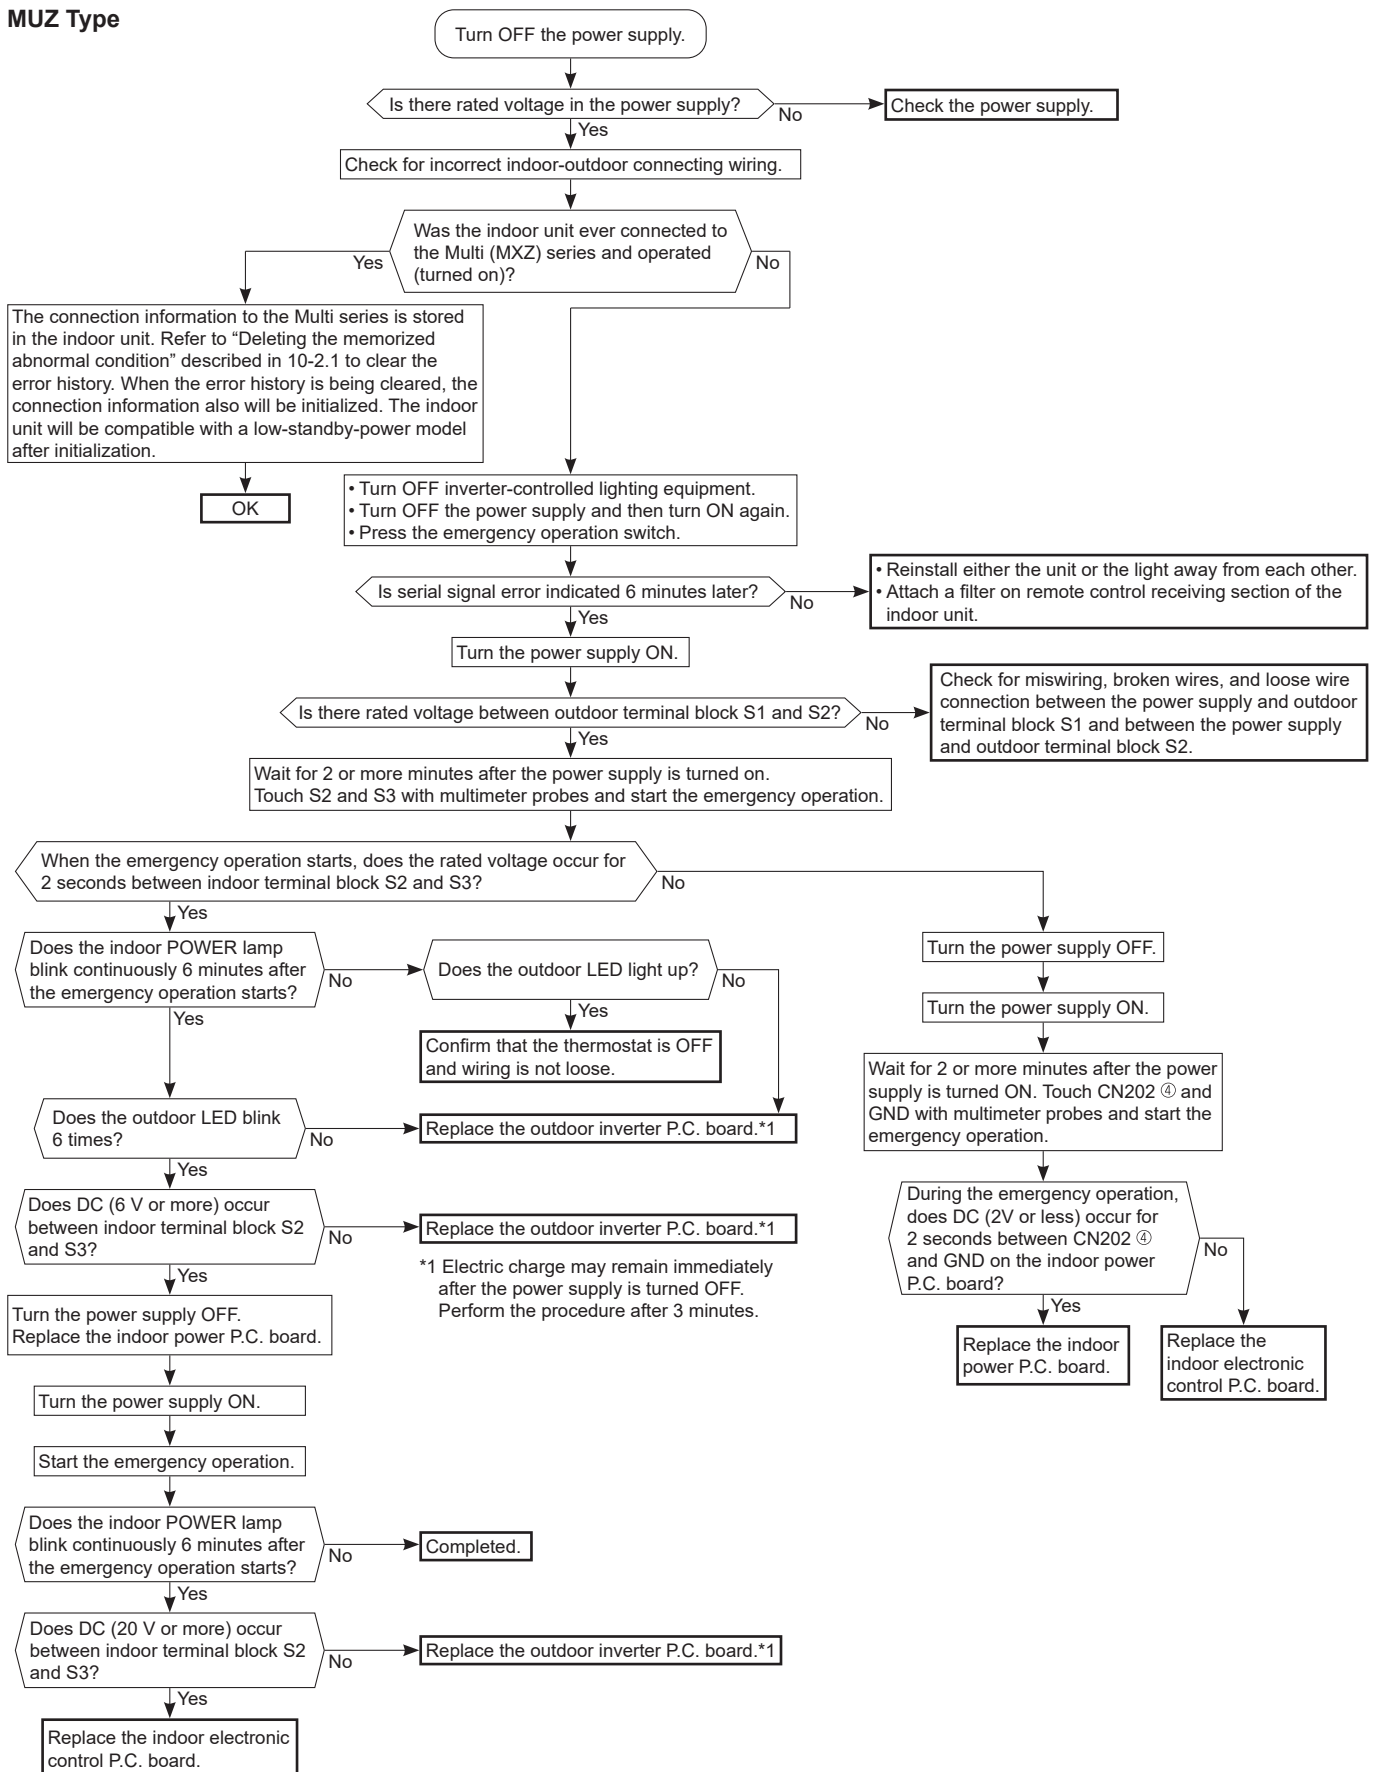 MUZ Type
Turn OFF the power supply.
Is there rated voltage in the power supply?
No
Check the power supply.
Yes
Check for incorrect indoor-outdoor connecting wiring.
Was the indoor unit ever connected to
the Multi (MXZ) series and operated
(turned on)?
Yes
No
The connection information to the Multi series is stored
in the indoor unit. Refer to “Deleting the memorized
abnormal condition” described in 10-2.1 to clear the
error history. When the error history is being cleared, the
connection information also will be initialized. The indoor
unit will be compatible with a low-standby-power model
after initialization.
OK
• Turn OFF inverter-controlled lighting equipment.
• Turn OFF the power supply and then turn ON again.
• Press the emergency operation switch.
Is serial signal error indicated 6 minutes later?
No
• Reinstall either the unit or the light away from each other.
• Attach a filter on remote control receiving section of the
indoor unit.
Yes
Turn the power supply ON.
Is there rated voltage between outdoor terminal block S1 and S2?
No
Check for miswiring, broken wires, and loose wire
connection between the power supply and outdoor
terminal block S1 and between the power supply
and outdoor terminal block S2.
Yes
Wait for 2 or more minutes after the power supply is turned on.
Touch S2 and S3 with multimeter probes and start the emergency operation.
When the emergency operation starts, does the rated voltage occur for
2 seconds between indoor terminal block S2 and S3?
No
Yes
Does the indoor POWER lamp
blink continuously 6 minutes after
the emergency operation starts?
No
Does the outdoor LED light up?
No
Yes
Confirm that the thermostat is OFF
and wiring is not loose.
Yes
Does the outdoor LED blink
6 times?
No
Replace the outdoor inverter P.C. board.*1
Yes
Does DC (6 V or more) occur
between indoor terminal block S2
and S3?
No
Replace the outdoor inverter P.C. board.*1
*1 Electric charge may remain immediately
after the power supply is turned OFF.
Perform the procedure after 3 minutes.
Yes
Turn the power supply OFF.
Replace the indoor power P.C. board.
Turn the power supply ON.
Start the emergency operation.
Does the indoor POWER lamp
blink continuously 6 minutes after
the emergency operation starts?
No
Completed.
Yes
Does DC (20 V or more) occur
between indoor terminal block S2
and S3?
No
Replace the outdoor inverter P.C. board.*1
Yes
Replace the indoor electronic
control P.C. board.
Turn the power supply OFF.
Turn the power supply ON.
Wait for 2 or more minutes after the power
supply is turned ON. Touch CN202 ④ and
GND with multimeter probes and start the
emergency operation.
During the emergency operation,
does DC (2V or less) occur for
2 seconds between CN202 ④
and GND on the indoor power
P.C. board?
No
Yes
Replace the indoor
power P.C. board.
Replace the
indoor electronic
control P.C. board.